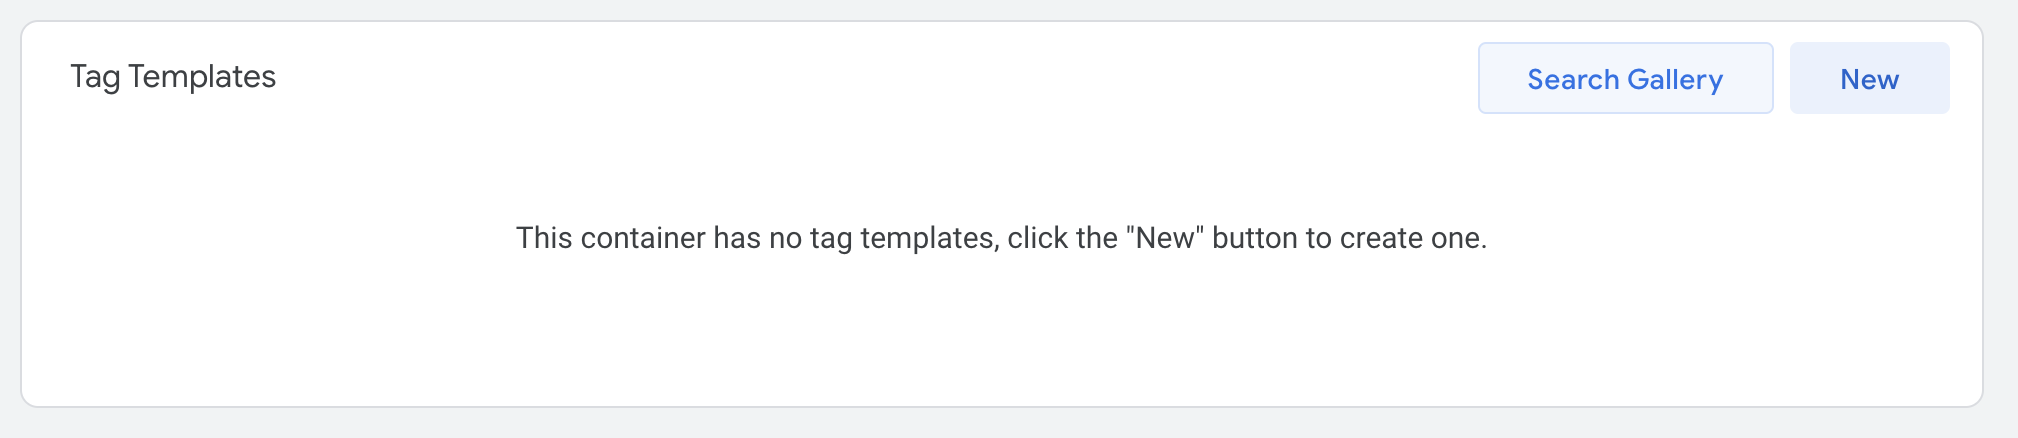 Tag Templates
Search Gallery
New
This container has no tag templates, click the "New" button to create one.